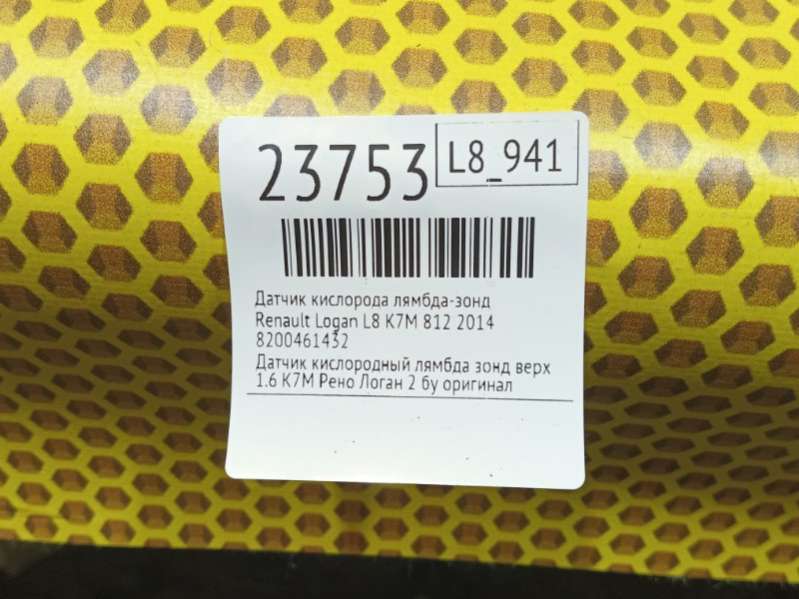 23753
L8_941
Датчик кислорода лямбда-зонд
Renault Logan L8 K7M 812 2014
8200461432
Датчик кислородный лямбда зонд верх
1.6 K7M Рено Логан 2 бу оригинал